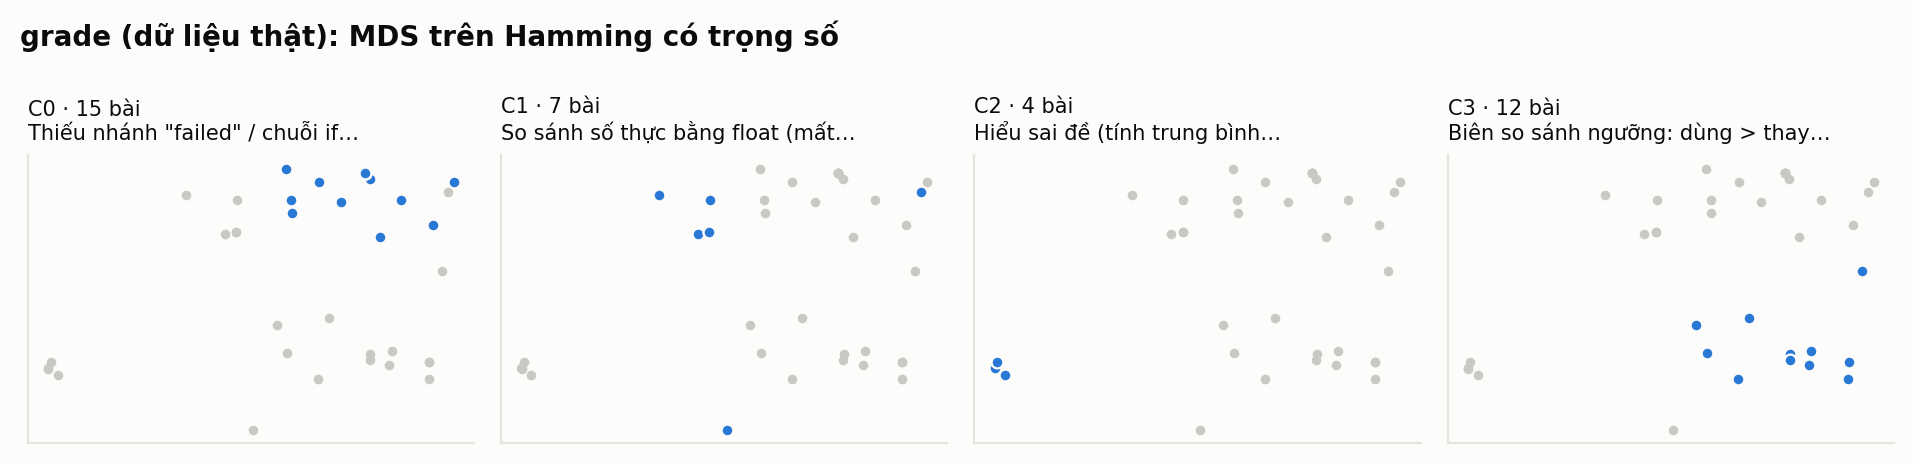 grade (dữ liệu thật): MDS trên Hamming có trọng số
C0 · 15 bài
Thiếu nhánh "failed" / chuỗi if…
C1 · 7 bài
So sánh số thực bằng float (mất…
C2 · 4 bài
Hiểu sai đề (tính trung bình…
C3 · 12 bài
Biên so sánh ngưỡng: dùng > thay…